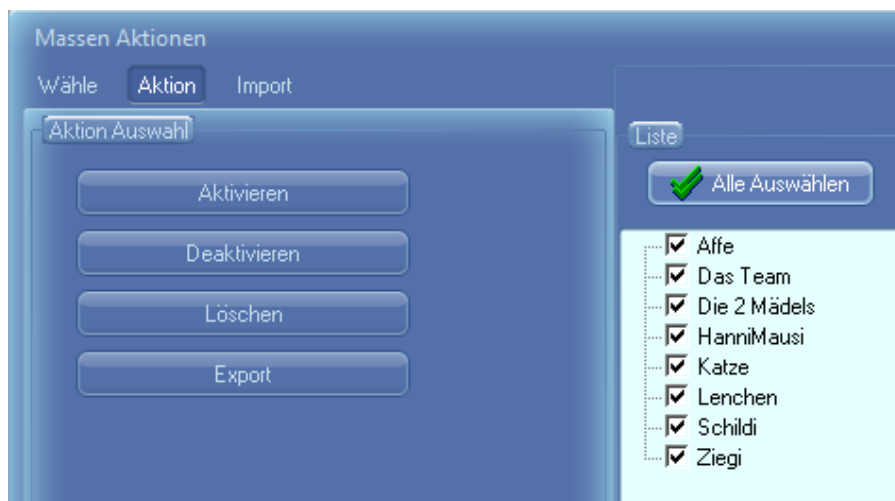 Massen Aktionen
Wähle Aktion Import
Aktion Auswahl
Aktivieren
Deaktivieren
Löschen
Export
Liste
Alle Auswählen
Affe
Das Team
Die 2 Mädels
HanniMausi
Katze
Lenchen
Schildi
Ziegi